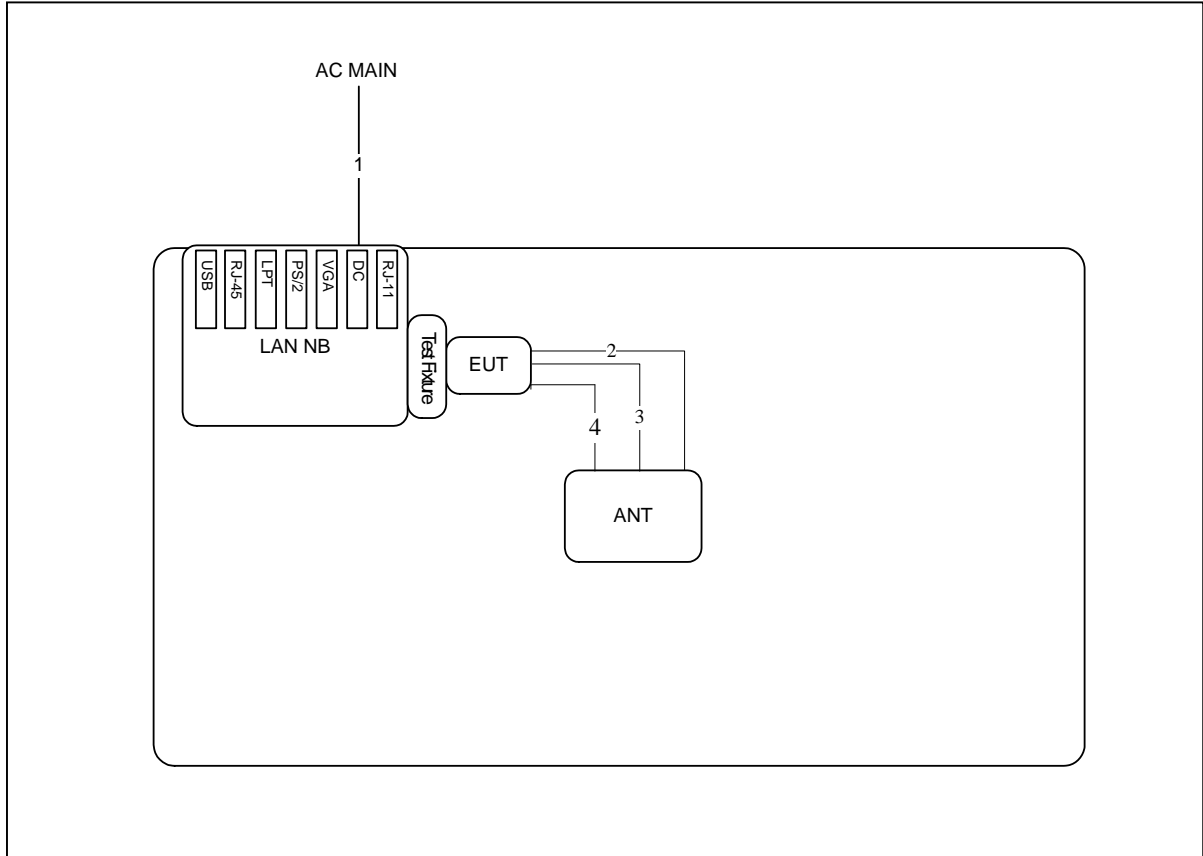 AC MAIN
1
USB
RJ-45
LPT
PS/2
VGA
DC
RJ-11
LAN NB
Test Fixture
EUT
2
3
4
ANT